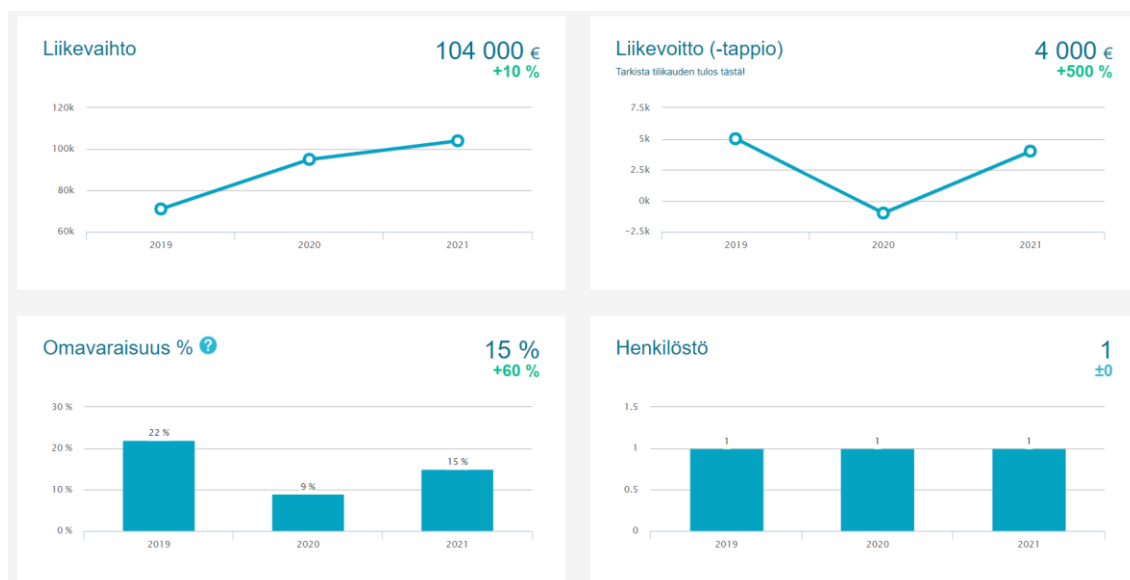 Liikevaihto
104 000 €
+10 %
120k
100k
80k
60k
2019 2020 2021
Liikevoitto (-tappio)
Tarkista tilikauden tulos tästä!
4 000 €
+500 %
7.5k
5k
2.5k
0k
−2.5k
2019 2020 2021
Omavaraisuus % ?
15 %
+60 %
30 %
20 %
10 %
0 %
22 %
9 %
15 %
2019 2020 2021
Henkilöstö
1
±0
1.5
1
0.5
0
1 1 1
2019 2020 2021